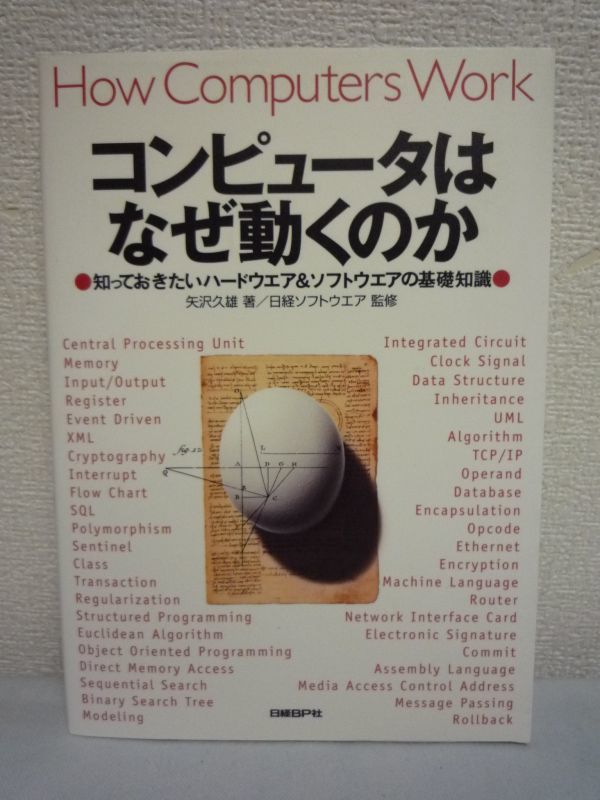 How Computers Work
コンピュータは
なぜ動くのか
●知っておきたいハードウエア&ソフトウエアの基礎知識●
矢沢久雄 著／日経ソフトウエア 監修
Central Processing Unit
Memory
Input/Output
Register
Event Driven
XML
Cryptography
Interrupt
Flow Chart
SQL
Polymorphism
Sentinel
Class
Transaction
Regularization
Structured Programming
Euclidean Algorithm
Object Oriented Programming
Direct Memory Access
Sequential Search
Binary Search Tree
Modeling
Integrated Circuit
Clock Signal
Data Structure
Inheritance
UML
Algorithm
TCP/IP
Operand
Database
Encapsulation
Opcode
Ethernet
Encryption
Machine Language
Router
Network Interface Card
Electronic Signature
Commit
Assembly Language
Media Access Control Address
Message Passing
Rollback
日経BP社